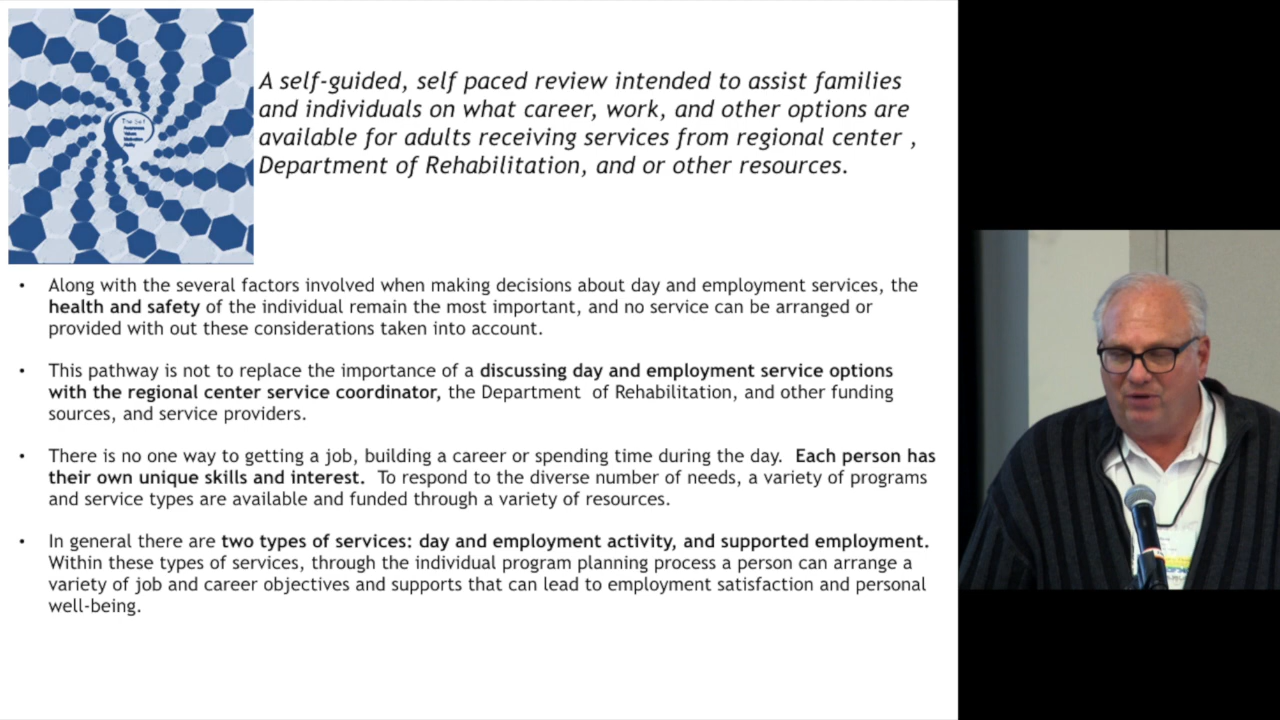 The Self
Awareness
Values
A self-guided, self paced review intended to assist families
and individuals on what career, work, and other options are
available for adults receiving services from regional center ,
Department of Rehabilitation, and or other resources.
• Along with the several factors involved when making decisions about day and employment services, the
health and safety of the individual remain the most important, and no service can be arranged or
provided with out these considerations taken into account.
• This pathway is not to replace the importance of a discussing day and employment service options
with the regional center service coordinator, the Department of Rehabilitation, and other funding
sources, and service providers.
• There is no one way to getting a job, building a career or spending time during the day. Each person has
their own unique skills and interest. To respond to the diverse number of needs, a variety of programs
and service types are available and funded through a variety of resources.
• In general there are two types of services: day and employment activity, and supported employment.
Within these types of services, through the individual program planning process a person can arrange a
variety of job and career objectives and supports that can lead to employment satisfaction and personal
well-being.